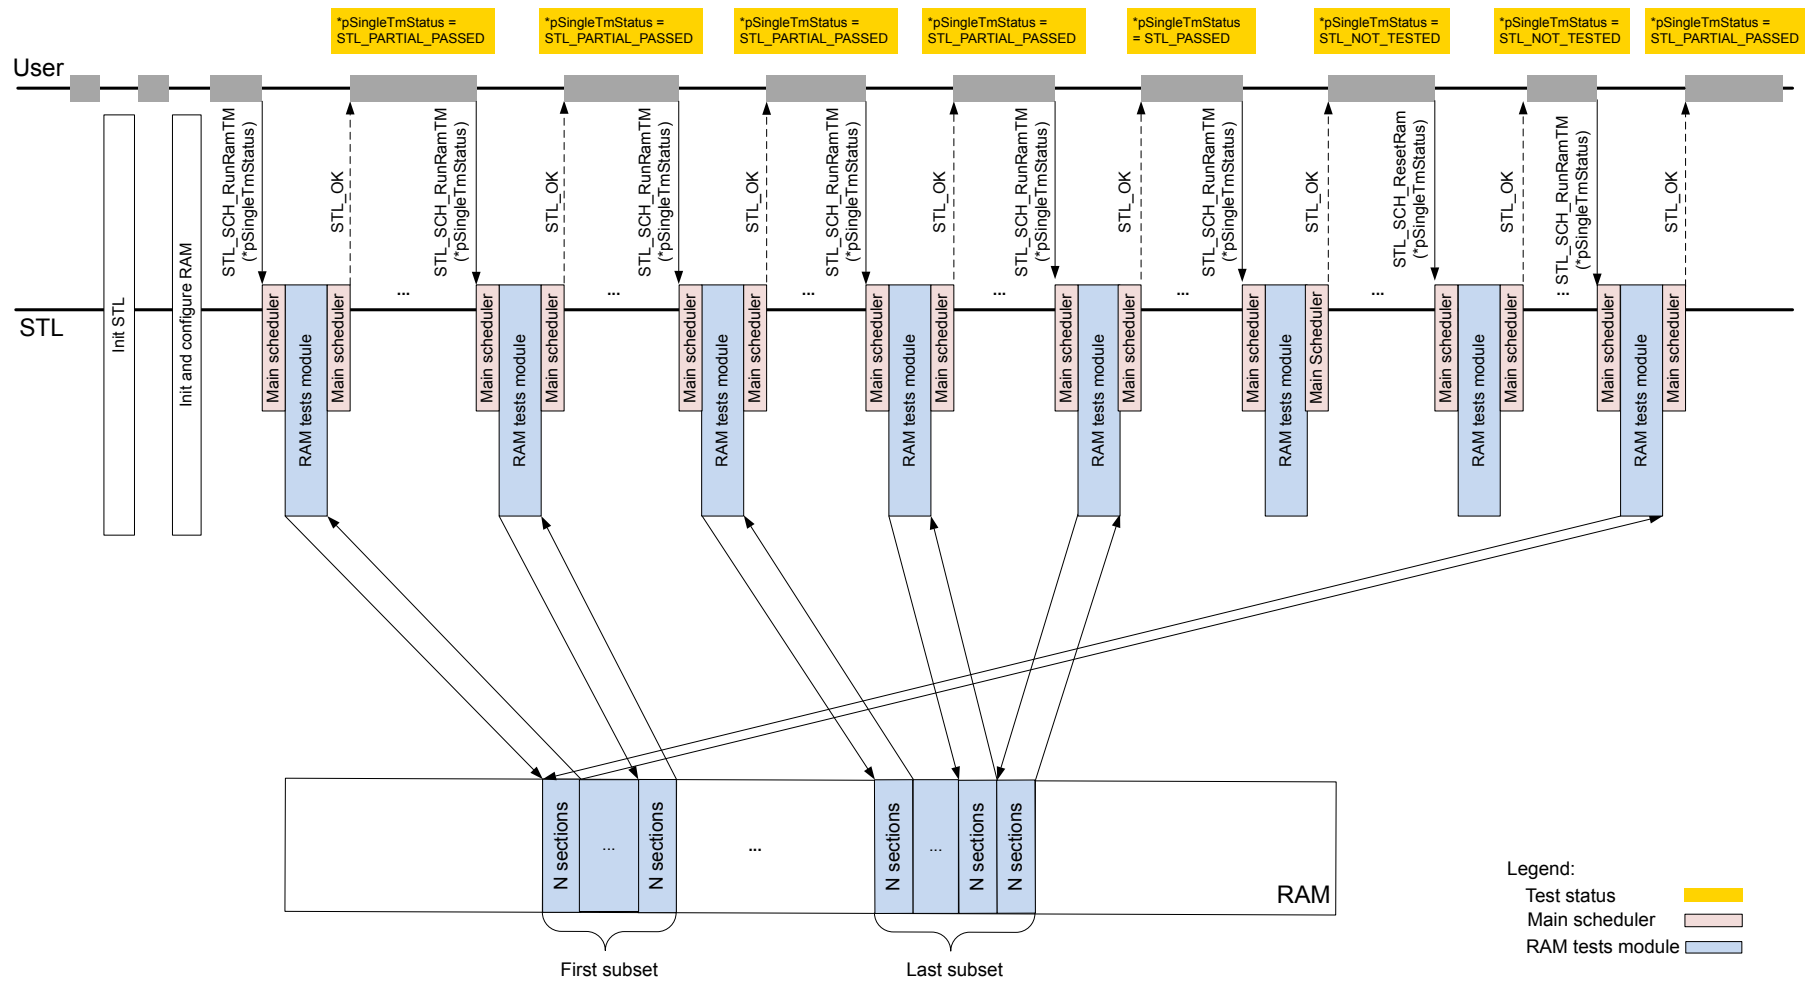 *pSingleTmStatus =
STL_PARTIAL_PASSED
*pSingleTmStatus =
STL_PARTIAL_PASSED
*pSingleTmStatus =
STL_PARTIAL_PASSED
*pSingleTmStatus =
STL_PARTIAL_PASSED
*pSingleTmStatus
= STL_PASSED
*pSingleTmStatus =
STL_NOT_TESTED
*pSingleTmStatus =
STL_NOT_TESTED
*pSingleTmStatus =
STL_PARTIAL_PASSED
User
STL_SCH_RunRamTM
(*pSingleTmStatus)
STL_OK
STL_SCH_RunRamTM
(*pSingleTmStatus)
STL_OK
STL_SCH_RunRamTM
(*pSingleTmStatus)
STL_OK
STL_SCH_RunRamTM
(*pSingleTmStatus)
STL_OK
STL_SCH_RunRamTM
(*pSingleTmStatus)
STL_OK
STL_SCH_RunRamTM
(*pSingleTmStatus)
STL_OK
STL_SCH_ResetRam
(*pSingleTmStatus)
STL_OK
STL_SCH_RunRamTM
(*pSingleTmStatus)
STL_OK
...
...
...
...
...
...
...
STL
Init STL
Init and configure RAM
Main scheduler
RAM tests module
Main scheduler
Main scheduler
RAM tests module
Main scheduler
Main scheduler
RAM tests module
Main scheduler
Main scheduler
RAM tests module
Main scheduler
Main scheduler
RAM tests module
Main scheduler
Main scheduler
RAM tests module
Main Scheduler
Main scheduler
RAM tests module
Main scheduler
Main scheduler
RAM tests module
Main scheduler
N sections
...
N sections
...
N sections
...
N sections
N sections
RAM
First subset
Last subset
Legend:
Test status
Main scheduler
RAM tests module